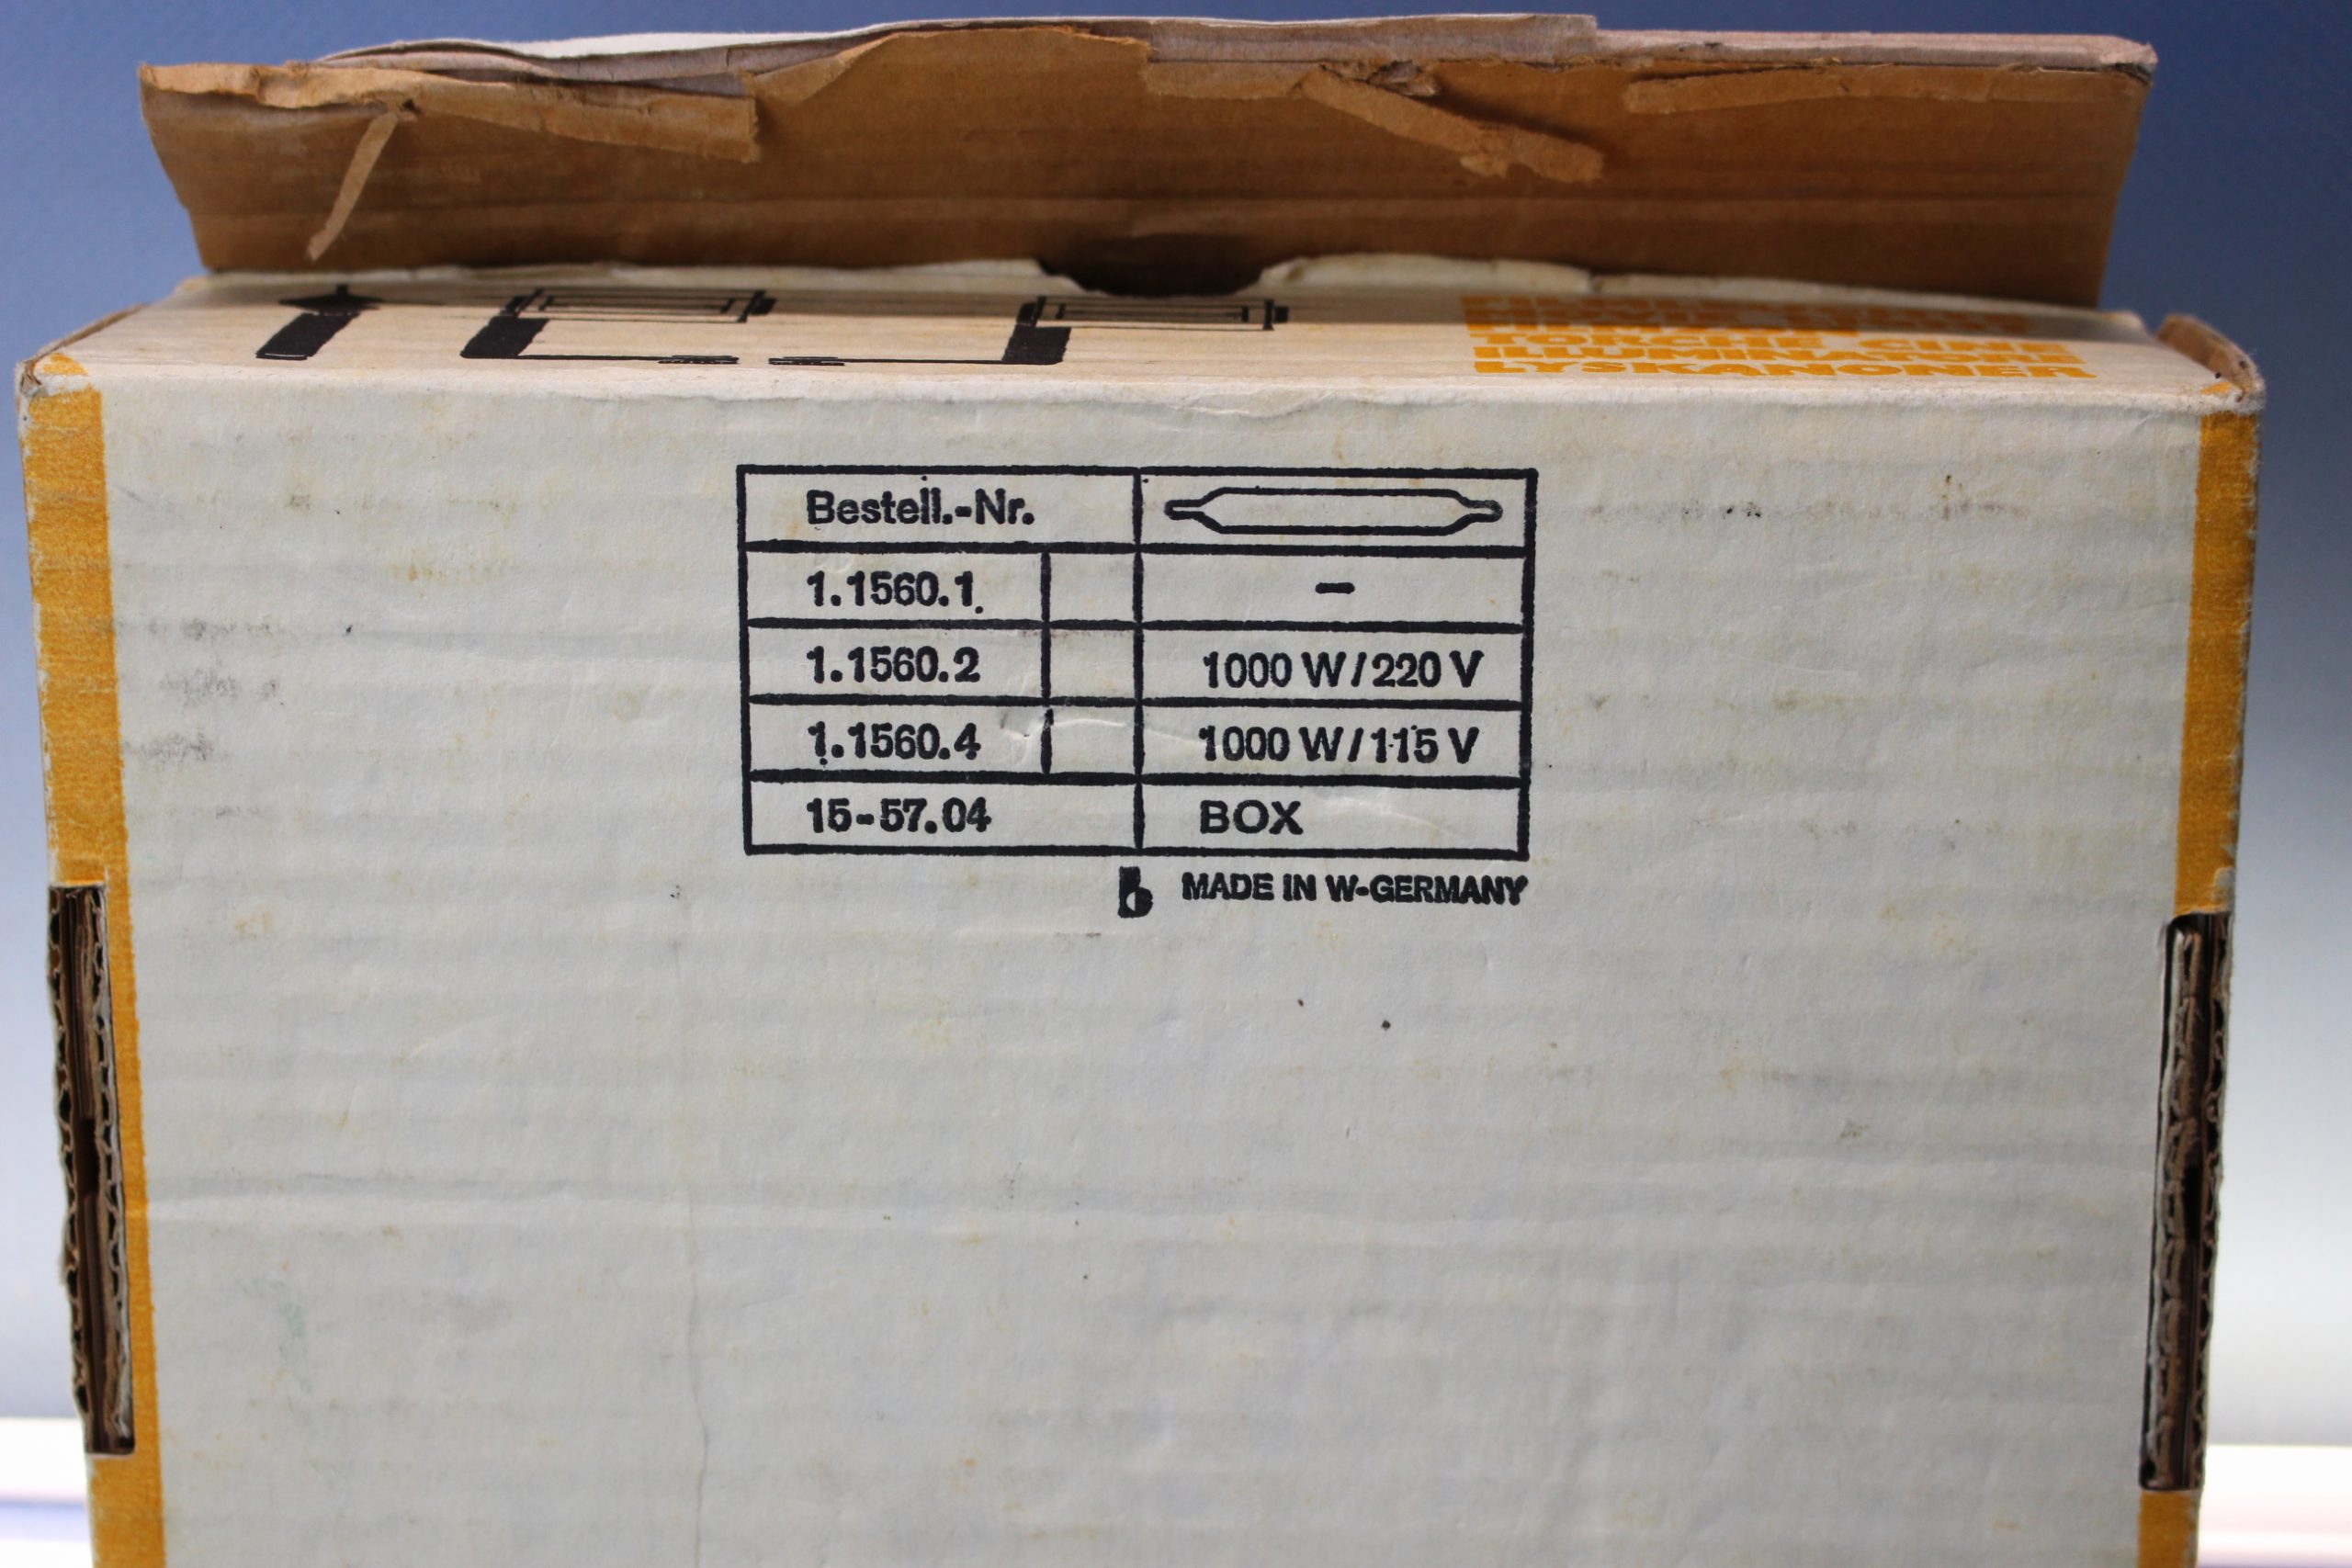 TORCHE CINE
ILLUMINATORE
LYSKANONER
Bestell.-Nr.
1.1560.1 -
1.1560.2 1000 W/220 V
1.1560.4 1000 W/115 V
15-57.04 BOX
b MADE IN W-GERMANY